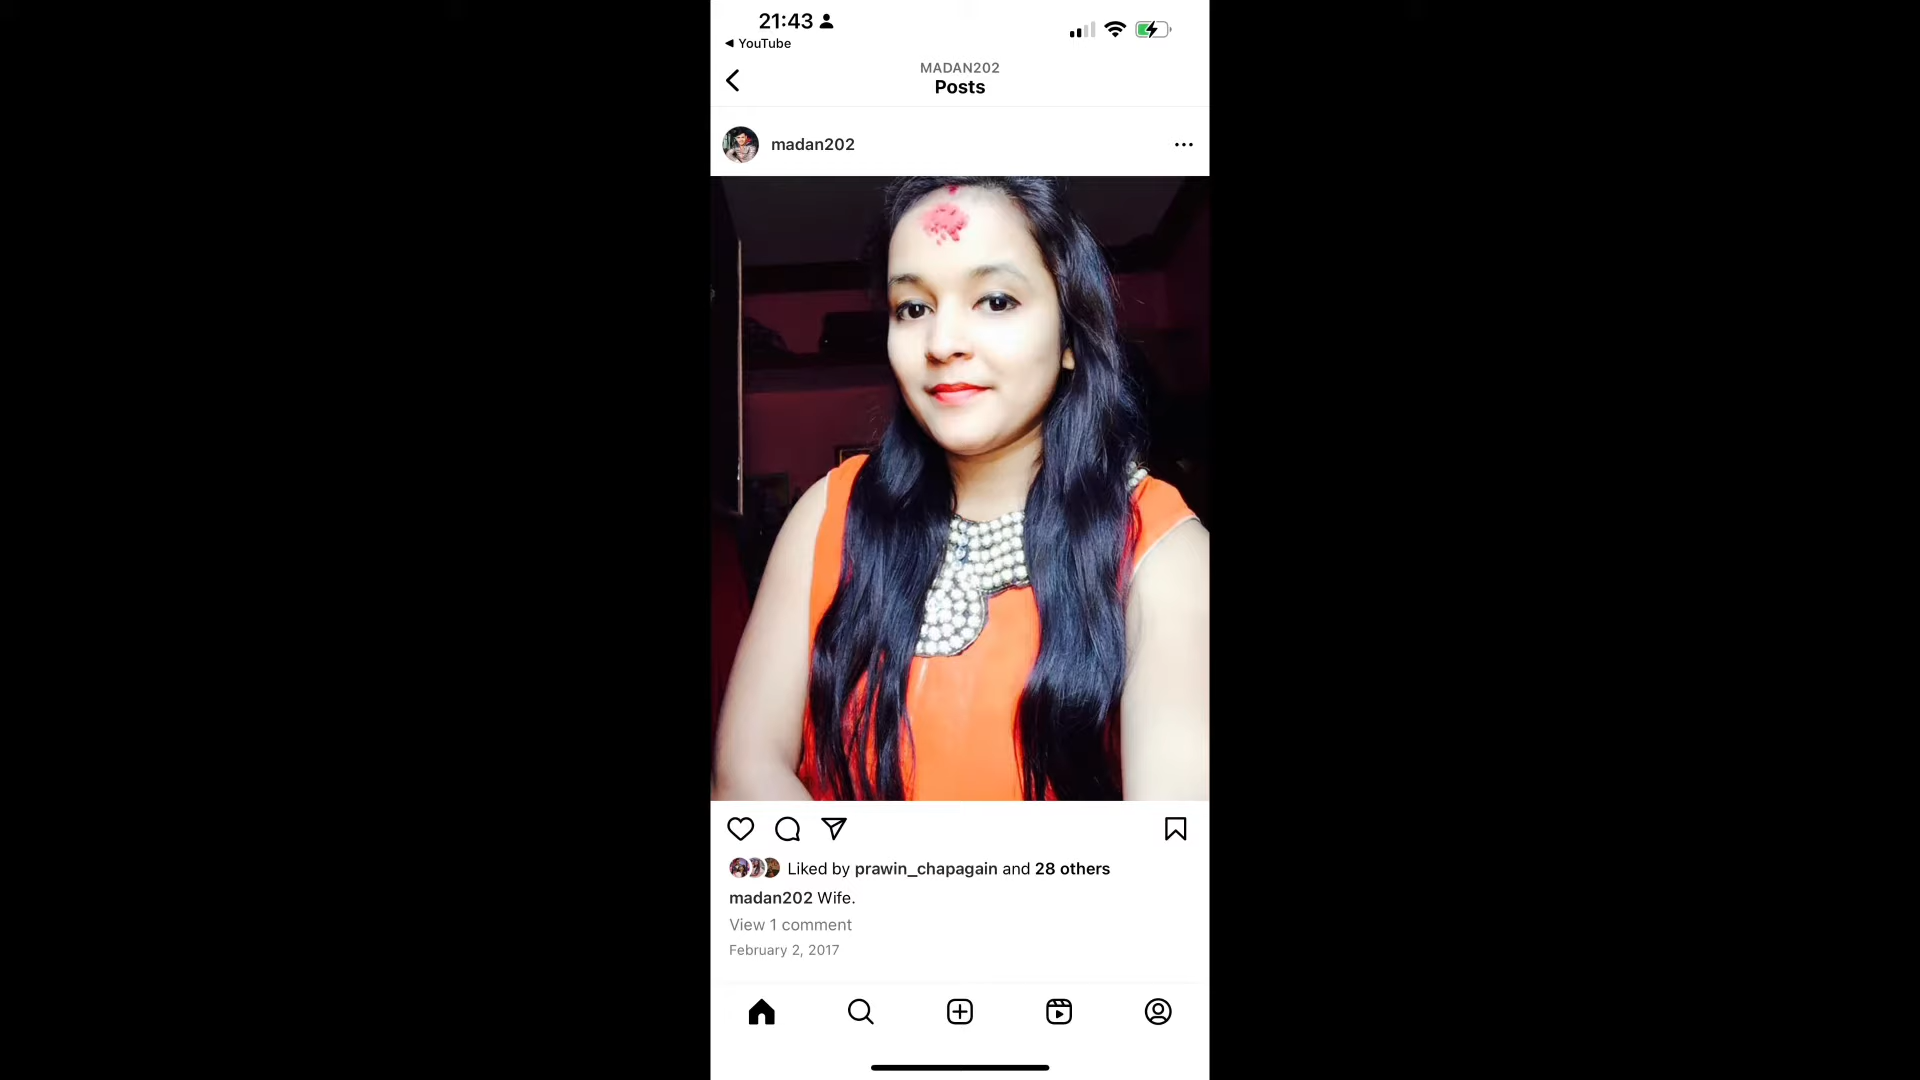 21:43
◀ YouTube
MADAN202
Posts
madan202
Liked by prawin_chapagain and 28 others
madan202 Wife.
View 1 comment
February 2, 2017